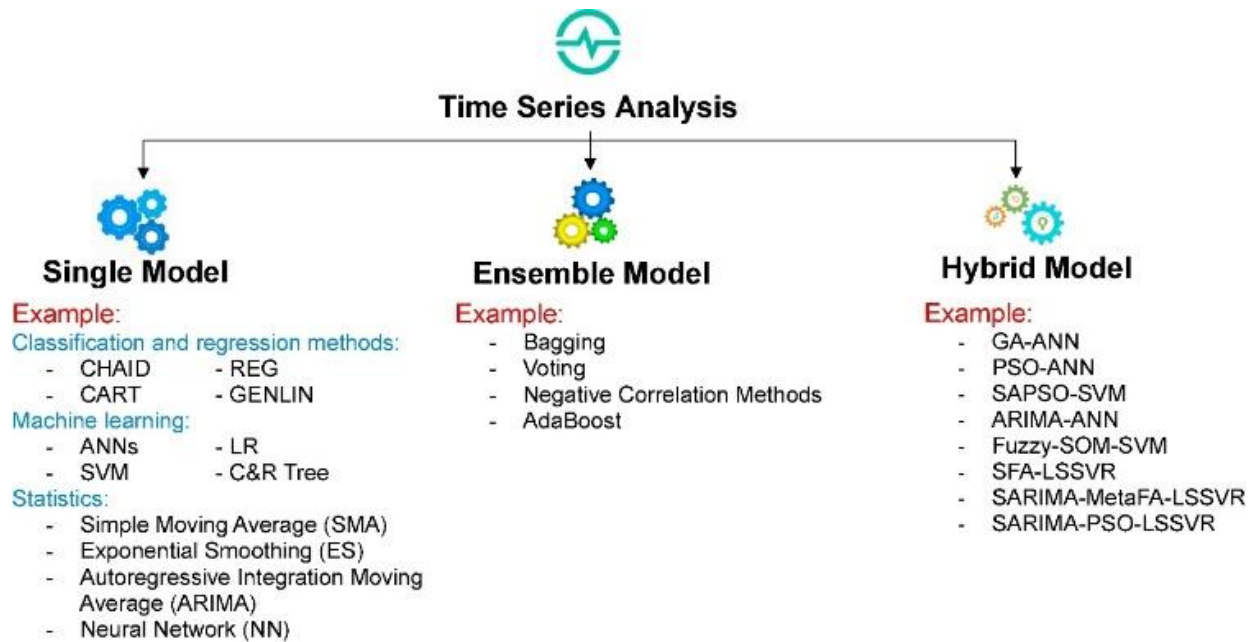 Time Series Analysis
Single Model
Example:
Classification and regression methods:
- CHAID - REG
- CART - GENLIN
Machine learning:
- ANNs - LR
- SVM - C&R Tree
Statistics:
- Simple Moving Average (SMA)
- Exponential Smoothing (ES)
- Autoregressive Integration Moving
Average (ARIMA)
- Neural Network (NN)
Ensemble Model
Example:
- Bagging
- Voting
- Negative Correlation Methods
- AdaBoost
Hybrid Model
Example:
- GA-ANN
- PSO-ANN
- SAPSO-SVM
- ARIMA-ANN
- Fuzzy-SOM-SVM
- SFA-LSSVR
- SARIMA-MetaFA-LSSVR
- SARIMA-PSO-LSSVR